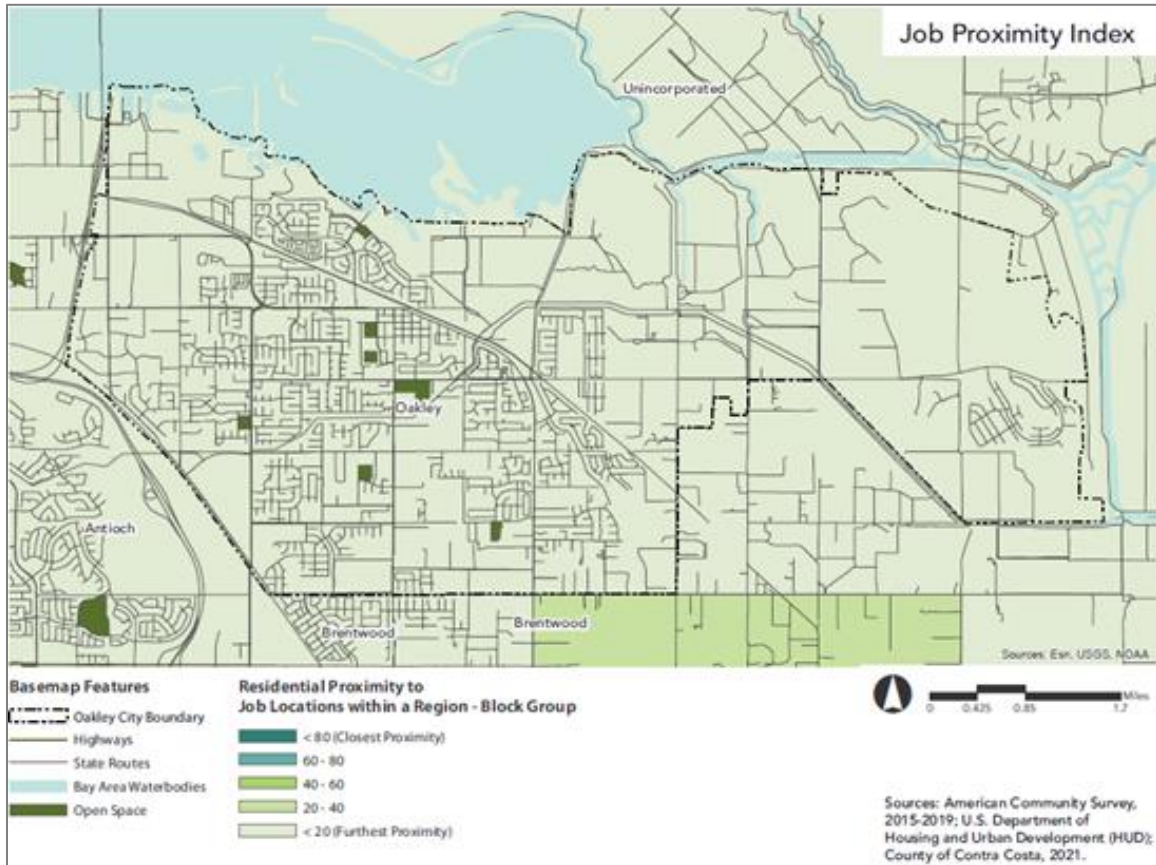 Job Proximity Index
Unincorporated
Oakley
Antioch
Brentwood
Brentwood
Sources: Esri, USGS, NOAA
Basemap Features
Oakley City Boundary
Highways
State Routes
Bay Area Waterbodies
Open Space
Residential Proximity to
Job Locations within a Region - Block Group
< 80 (Closest Proximity)
60 - 80
40 - 60
20 - 40
< 20 (Furthest Proximity)
Miles
0 0.425 0.85 1.7
Sources: American Community Survey,
2015-2019; U.S. Department of
Housing and Urban Development (HUD);
County of Contra Costa, 2021.